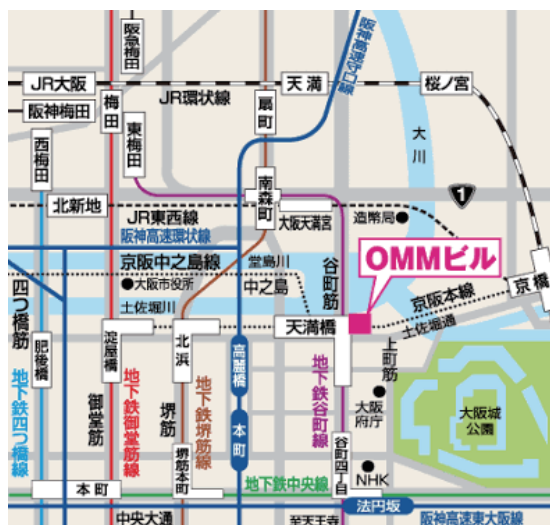 阪急梅田
阪神高速守口線
JR大阪
天満
桜ノ宮
JR環状線
梅田
扇町
阪神梅田
東梅田
大川
西梅田
南森町
1
北新地
JR東西線
大阪天満宮
造幣局
阪神高速環状線
OMMビル
京阪中之島線
堂島川
谷町筋
京橋
大阪市役所
中之島
京阪本線
四つ橋筋
土佐堀川
天満橋
土佐堀通
肥後橋
淀屋橋
北浜
高麗橋
上町筋
地下鉄四つ橋線
御堂筋
地下鉄御堂筋線
堺筋
地下鉄堺筋線
本町
地下鉄谷町線
大阪府庁
大阪城公園
堺筋本町
谷町四丁目
NHK
本町
地下鉄中央線
法円坂
中央大通
至天王寺
阪神高速東大阪線